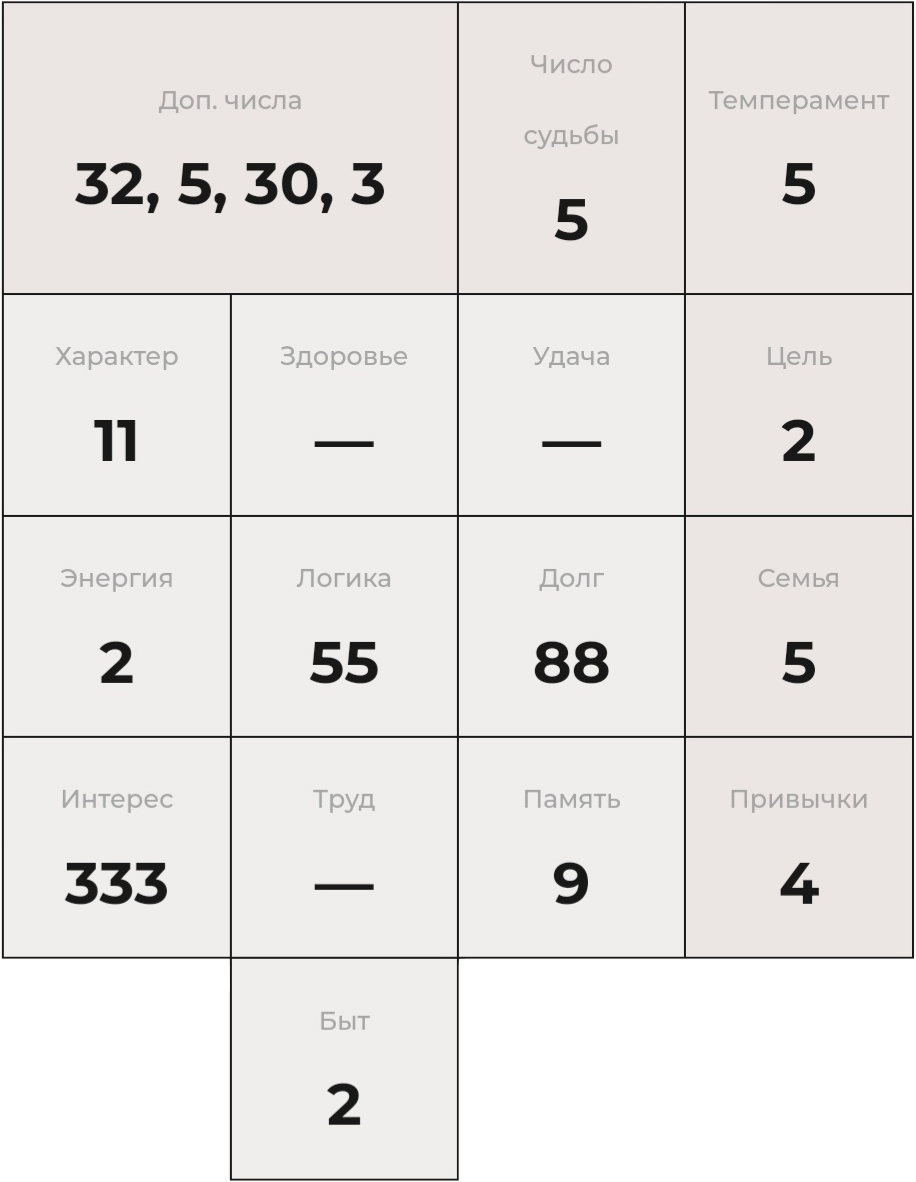 Доп. числа
32, 5, 30, 3
Число
судьбы
5
Темперамент
5
Характер
11
Здоровье
—
Удача
—
Цель
2
Энергия
2
Логика
55
Долг
88
Семья
5
Интерес
333
Труд
—
Память
9
Привычки
4
Быт
2